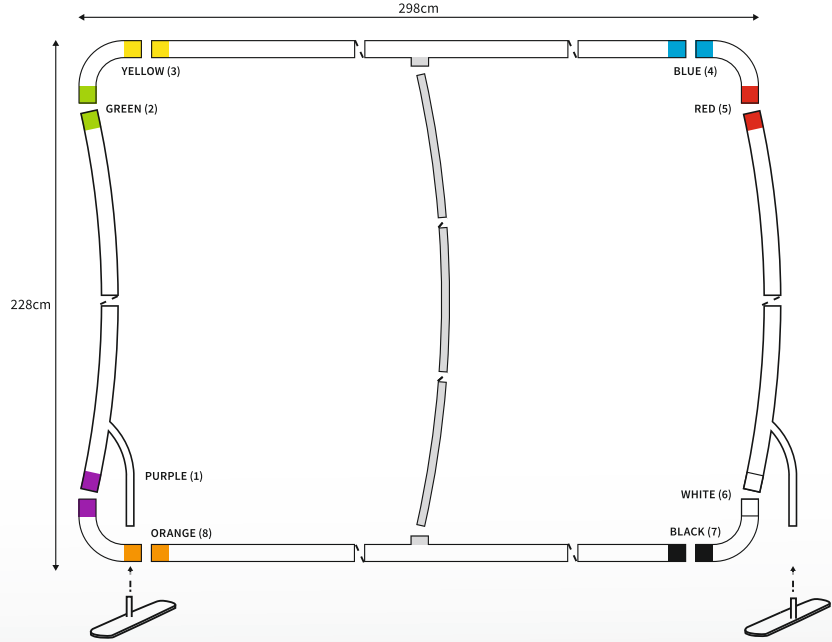 298cm
YELLOW (3)
BLUE (4)
GREEN (2)
RED (5)
228cm
PURPLE (1)
WHITE (6)
ORANGE (8)
BLACK (7)